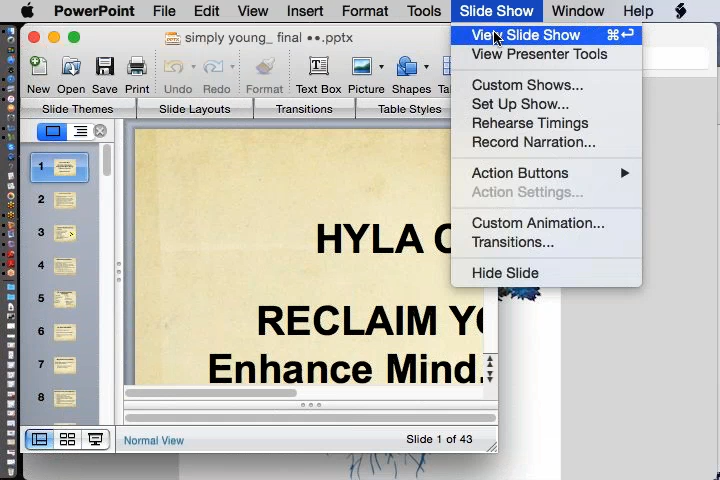 PowerPoint File Edit View Insert Format Tools Slide Show Window Help
simply young_ final ••.pptx
New Open Save Print Undo Redo Format Text Box Picture Shapes
Slide Themes Slide Layouts Transitions Table Styles
View Slide Show ⌘↩
View Presenter Tools
Custom Shows...
Set Up Show...
Rehearse Timings
Record Narration...
Action Buttons ▶
Action Settings...
Custom Animation...
Transitions...
Hide Slide
1
2
3
4
5
6
7
8
HYLA
RECLAIM
Enhance Mind.
Normal View Slide 1 of 43